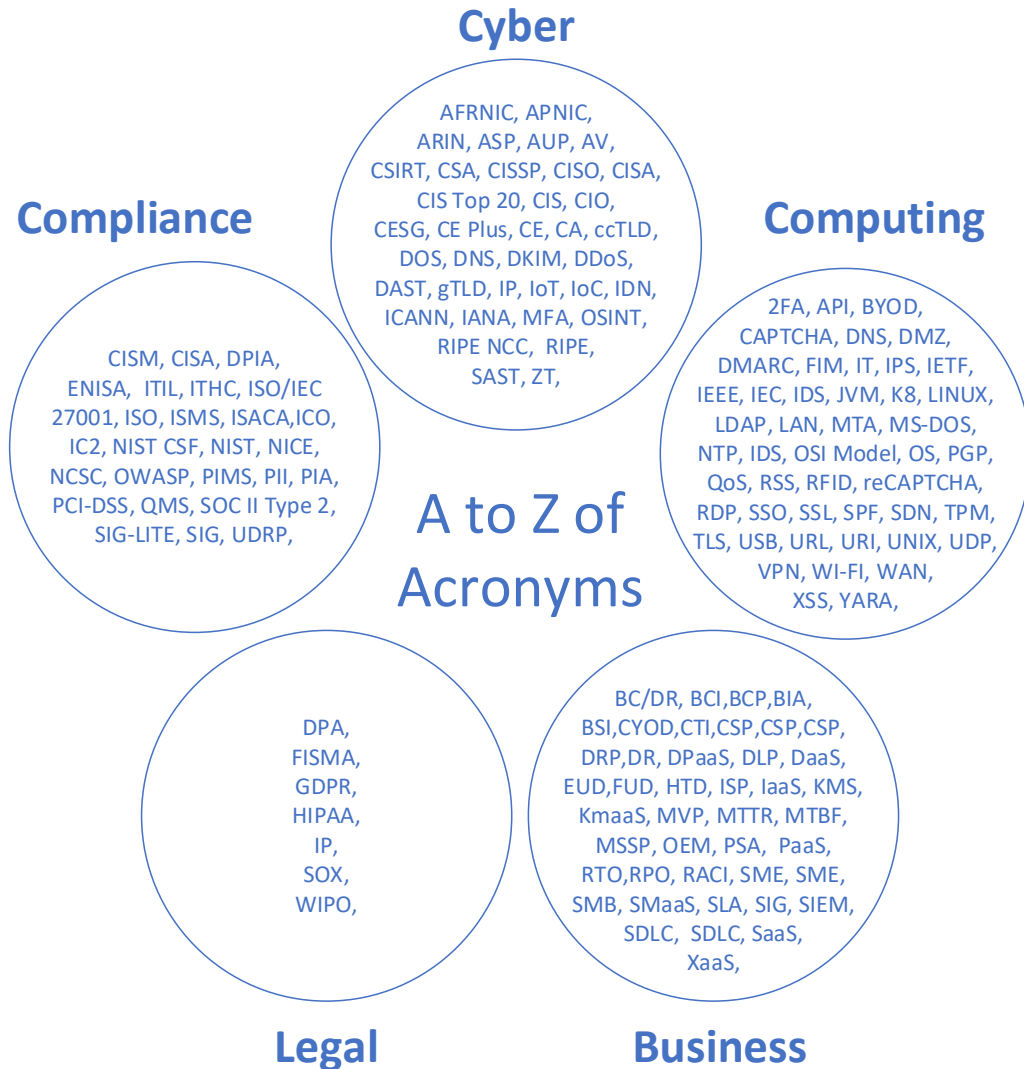 Cyber
AFRNIC, APNIC,
ARIN, ASP, AUP, AV,
CSIRT, CSA, CISSP, CISO, CISA,
CIS Top 20, CIS, CIO,
CESG, CE Plus, CE, CA, ccTLD,
DOS, DNS, DKIM, DDoS,
DAST, gTLD, IP, IoT, IoC, IDN,
ICANN, IANA, MFA, OSINT,
RIPE NCC, RIPE,
SAST, ZT,
Compliance
CISM, CISA, DPIA,
ENISA, ITIL, ITHC, ISO/IEC
27001, ISO, ISMS, ISACA,ICO,
IC2, NIST CSF, NIST, NICE,
NCSC, OWASP, PIMS, PII, PIA,
PCI-DSS, QMS, SOC II Type 2,
SIG-LITE, SIG, UDRP,
Computing
2FA, API, BYOD,
CAPTCHA, DNS, DMZ,
DMARC, FIM, IT, IPS, IETF,
IEEE, IEC, IDS, JVM, K8, LINUX,
LDAP, LAN, MTA, MS-DOS,
NTP, IDS, OSI Model, OS, PGP,
QoS, RSS, RFID, reCAPTCHA,
RDP, SSO, SSL, SPF, SDN, TPM,
TLS, USB, URL, URI, UNIX, UDP,
VPN, WI-FI, WAN,
XSS, YARA,
A to Z of
Acronyms
DPA,
FISMA,
GDPR,
HIPAA,
IP,
SOX,
WIPO,
Legal
BC/DR, BCI,BCP,BIA,
BSI,CYOD,CTI,CSP,CSP,CSP,
DRP,DR, DPaaS, DLP, DaaS,
EUD,FUD, HTD, ISP, IaaS, KMS,
KmaaS, MVP, MTTR, MTBF,
MSSP, OEM, PSA, PaaS,
RTO,RPO, RACI, SME, SME,
SMB, SMaaS, SLA, SIG, SIEM,
SDLC, SDLC, SaaS,
XaaS,
Business